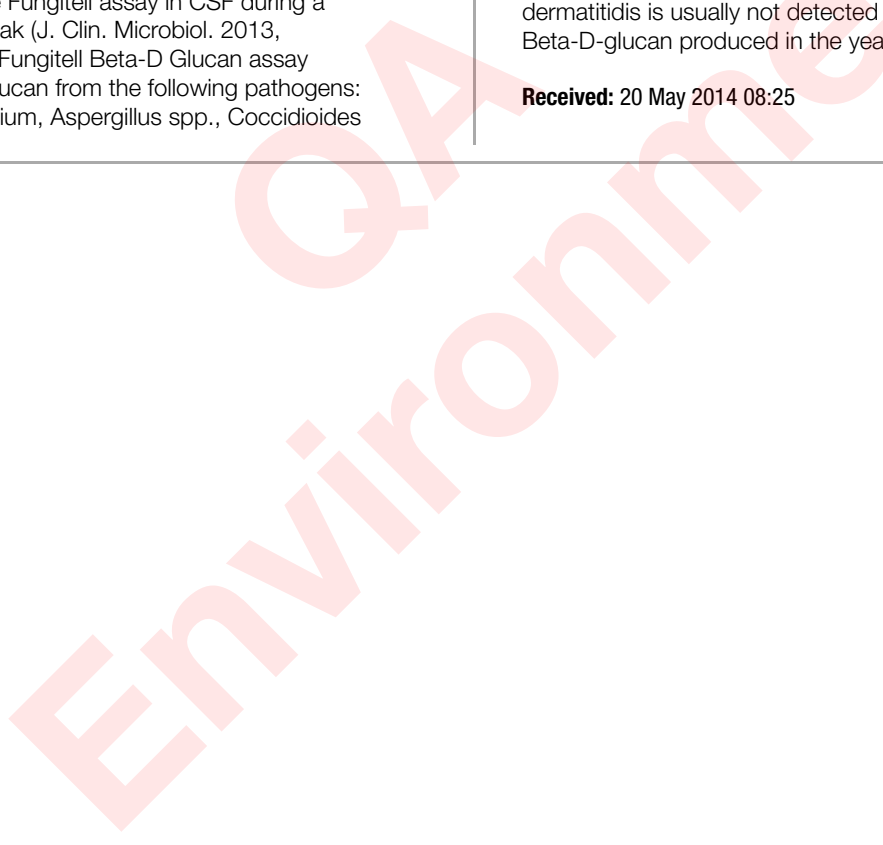 Fungitell assay in CSF during a
ak (J. Clin. Microbiol. 2013,
Fungitell Beta-D Glucan assay
ucan from the following pathogens:
ium, Aspergillus spp., Coccidioides
dermatitidis is usually not detected
Beta-D-glucan produced in the yea
Received: 20 May 2014 08:25
QA
Environme